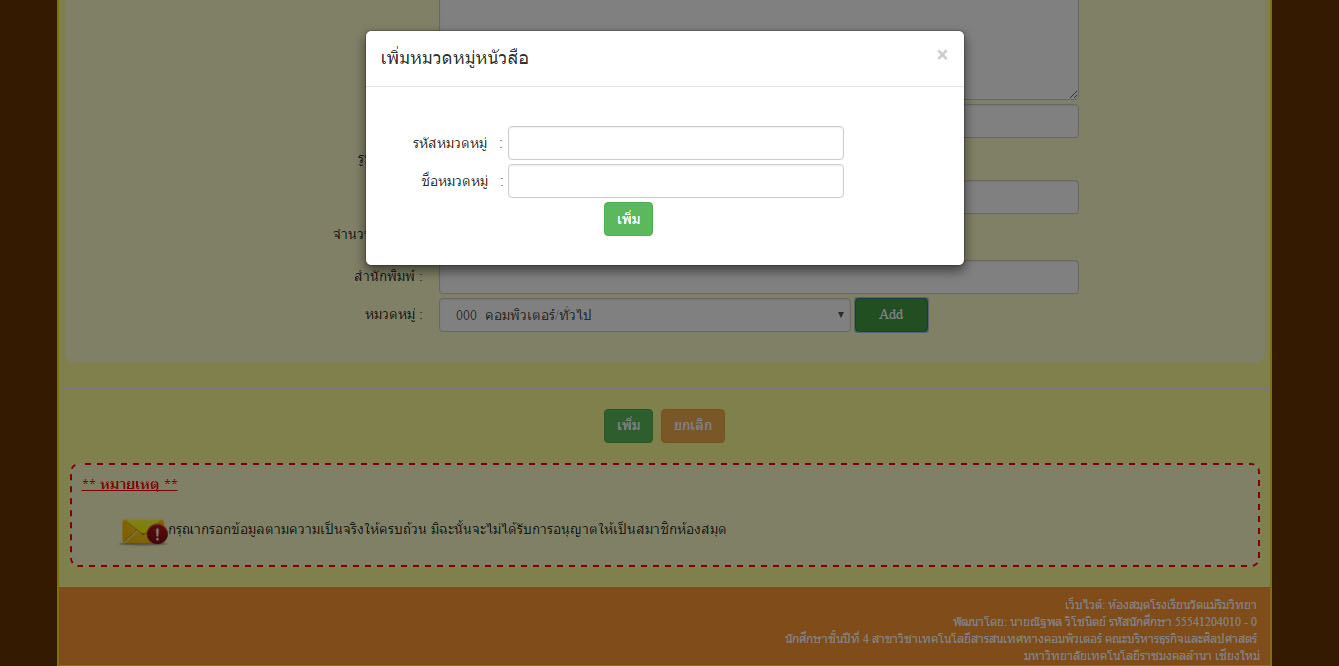 เพิ่มหมวดหมู่หนัวสือ ×
รหัสหมวดหมู่ :
ชื่อหมวดหมู่ :
เพิ่ม
สำนักพิมพ์ :
หมวดหมู่ : 000 คอมพิวเตอร์/ทั่วไป Add
เพิ่ม ยกเลิก
** หมายเหตุ **
กรุณากรอกข้อมูลตามความเป็นจริงให้ครบถ้วน มิฉะนั้นจะไม่ได้รับการอนุญาตให้เป็นสมาชิกห้องสมุด
เว็บไวต์: ห้องสมุดโรงเรียนวัดแม่ริมวิทยา
พัฒนาโดย: นายณัฐพล วิโชนิตย์ รหัสนักศึกษา 55541204010 - 0
นักศึกษาชั้นปีที่ 4 สาขาวิชาเทคโนโลยีสารสนเทศทางคอมพิวเตอร์ คณะบริหารธุรกิจและศิลปศาสตร์
มหาวิทยาลัยเทคโนโลยีราชมงคลล้านนา เชียงใหม่